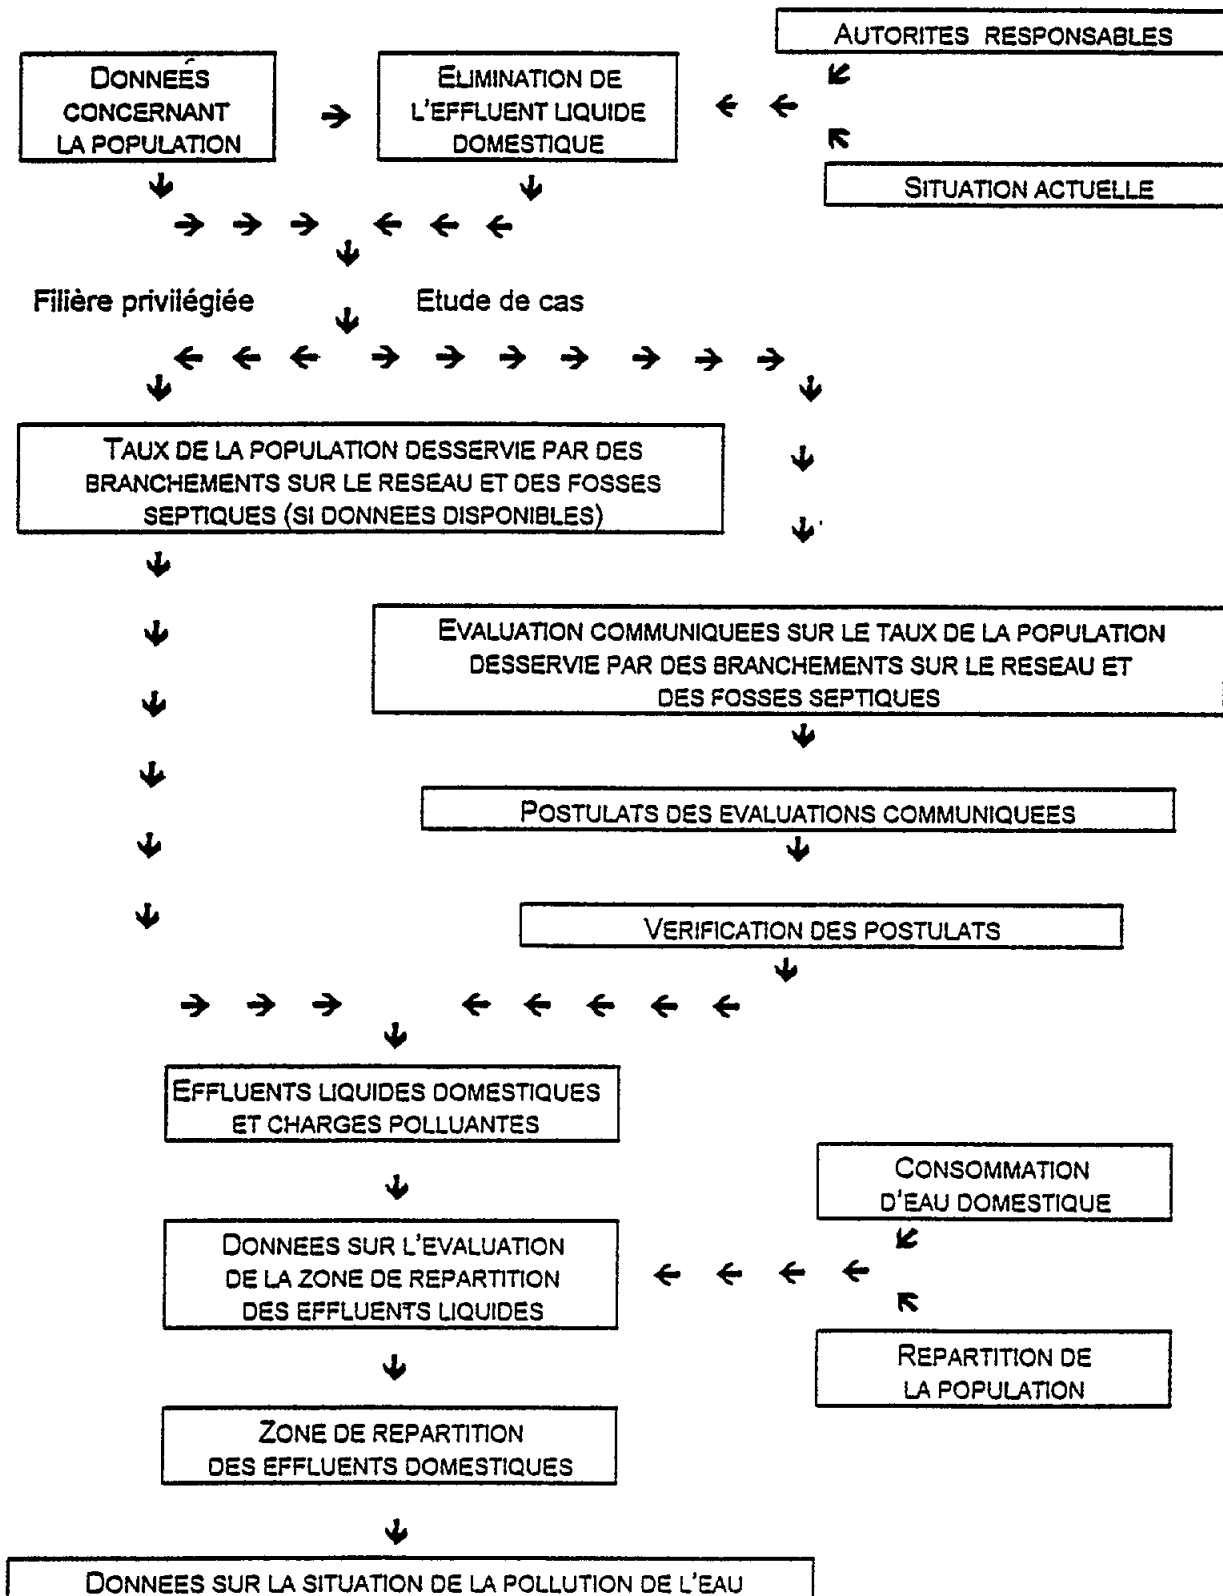 AUTORITES RESPONSABLES
DONNEES
CONCERNANT
LA POPULATION
ELIMINATION DE
L'EFFLUENT LIQUIDE
DOMESTIQUE
SITUATION ACTUELLE
Filière privilégiée
Etude de cas
TAUX DE LA POPULATION DESSERVIE PAR DES
BRANCHEMENTS SUR LE RESEAU ET DES FOSSES
SEPTIQUES (SI DONNEES DISPONIBLES)
EVALUATION COMMUNIQUEES SUR LE TAUX DE LA POPULATION
DESSERVIE PAR DES BRANCHEMENTS SUR LE RESEAU ET
DES FOSSES SEPTIQUES
POSTULATS DES EVALUATIONS COMMUNIQUEES
VERIFICATION DES POSTULATS
EFFLUENTS LIQUIDES DOMESTIQUES
ET CHARGES POLLUANTES
CONSOMMATION
D'EAU DOMESTIQUE
DONNEES SUR L'EVALUATION
DE LA ZONE DE REPARTITION
DES EFFLUENTS LIQUIDES
REPARTITION DE
LA POPULATION
ZONE DE REPARTITION
DES EFFLUENTS DOMESTIQUES
DONNEES SUR LA SITUATION DE LA POLLUTION DE L'EAU